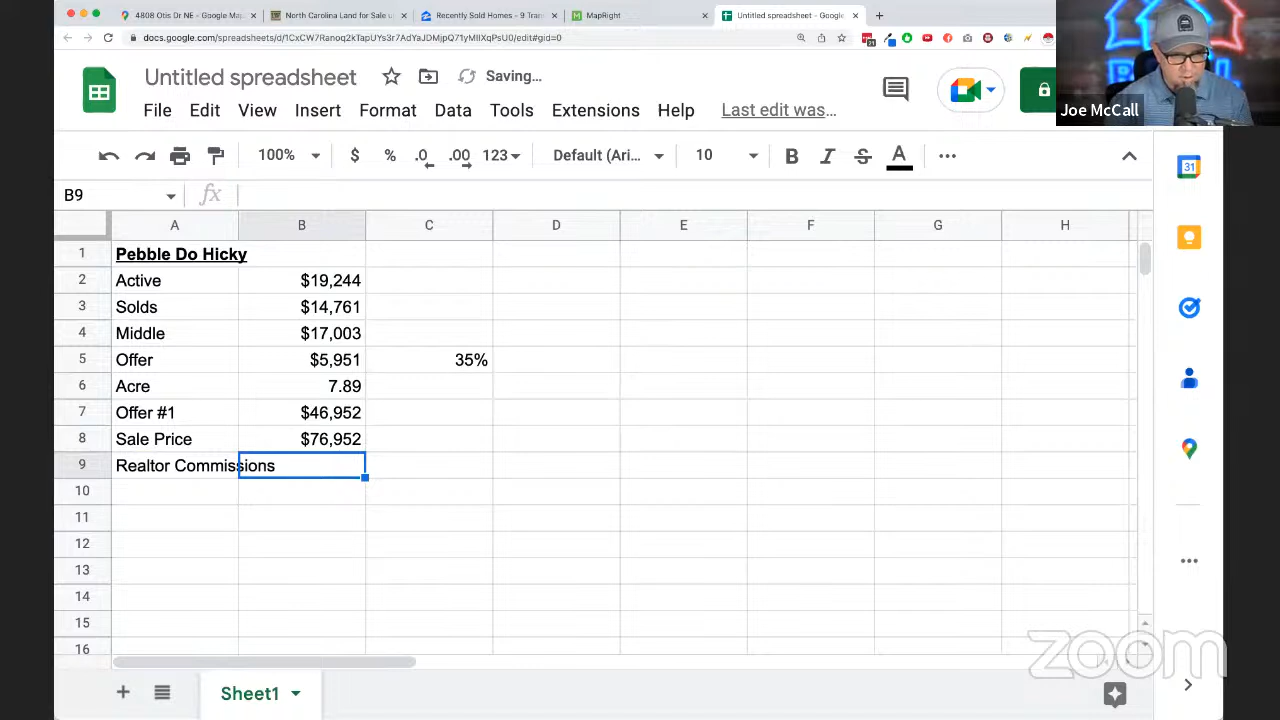 4808 Otis Dr NE - Google Ma
North Carolina Land for Sale
Recently Sold Homes - 9 Tra
MapRight
Untitled spreadsheet - Google
docs.google.com/spreadsheets/d/
Untitled spreadsheet
Saving...
File Edit View Insert Format Data Tools Extensions Help Last edit was...
Joe McCall
100% $ % .0 .00 123 Default (Ari... 10 B I S A
31
B9 fx
A B C D E F G H
1 Pebble Do Hicky
2 Active $19,244
3 Solds $14,761
4 Middle $17,003
5 Offer $5,951 35%
6 Acre 7.89
7 Offer #1 $46,952
8 Sale Price $76,952
9 Realtor Commissions
10
11
12
13
14
15
16
zoom
Sheet1